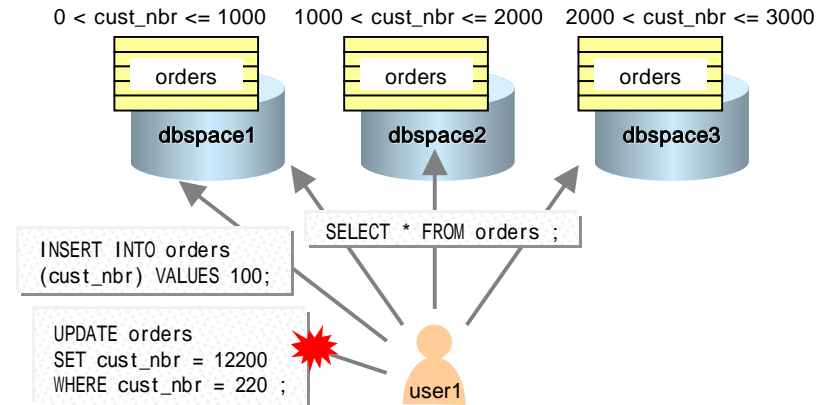 0 < cust_nbr <= 1000
1000 < cust_nbr <= 2000
2000 < cust_nbr <= 3000
orders
orders
orders
dbspace1
dbspace2
dbspace3
SELECT * FROM orders ;
INSERT INTO orders
(cust_nbr) VALUES 100;
UPDATE orders
SET cust_nbr = 12200
WHERE cust_nbr = 220 ;
user1